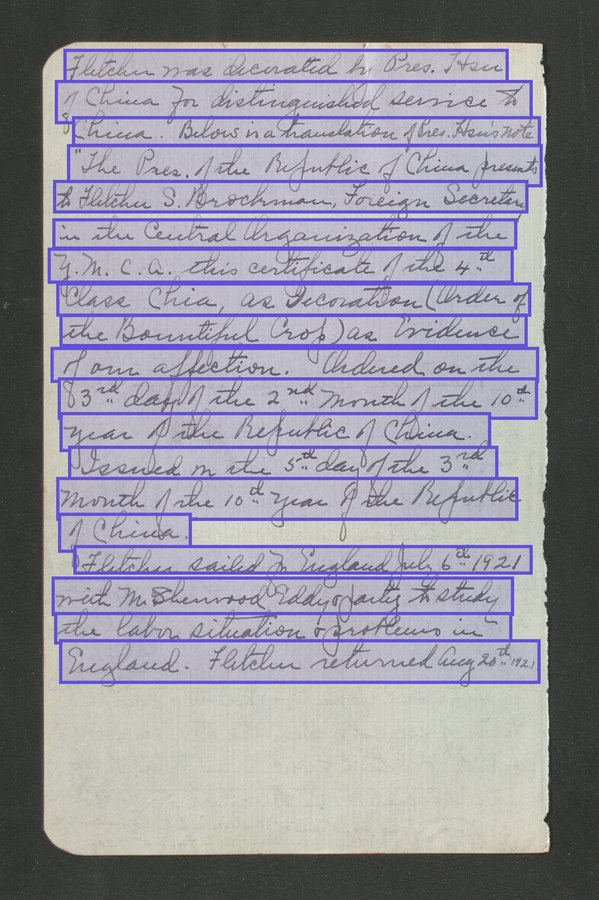 Fletcher was decorated by Pres. Hsu
of China for distinguished service to
China. Below is a translation of Pres. Hsu's note
"The Pres. of the Republic of China presents
to Fletcher S. Brockman, Foreign Secretary
in the Central Organization of the
Y.M.C.A. this certificate of the 4th
Class Chia, as Decoration (Order of
the Bountiful Crop) as Evidence
of our affection. Ordered on the
23rd day of the 2nd Month of the 10th
year of the Republic of China.
Issued on the 5th day of the 3rd
Month of the 10th Year of the Republic
of China."
Fletcher sailed for England July 6th 1921
with Mr. Sherwood Eddy & party to study
the labor situation & problems in
England. Fletcher returned Aug 20th 1921